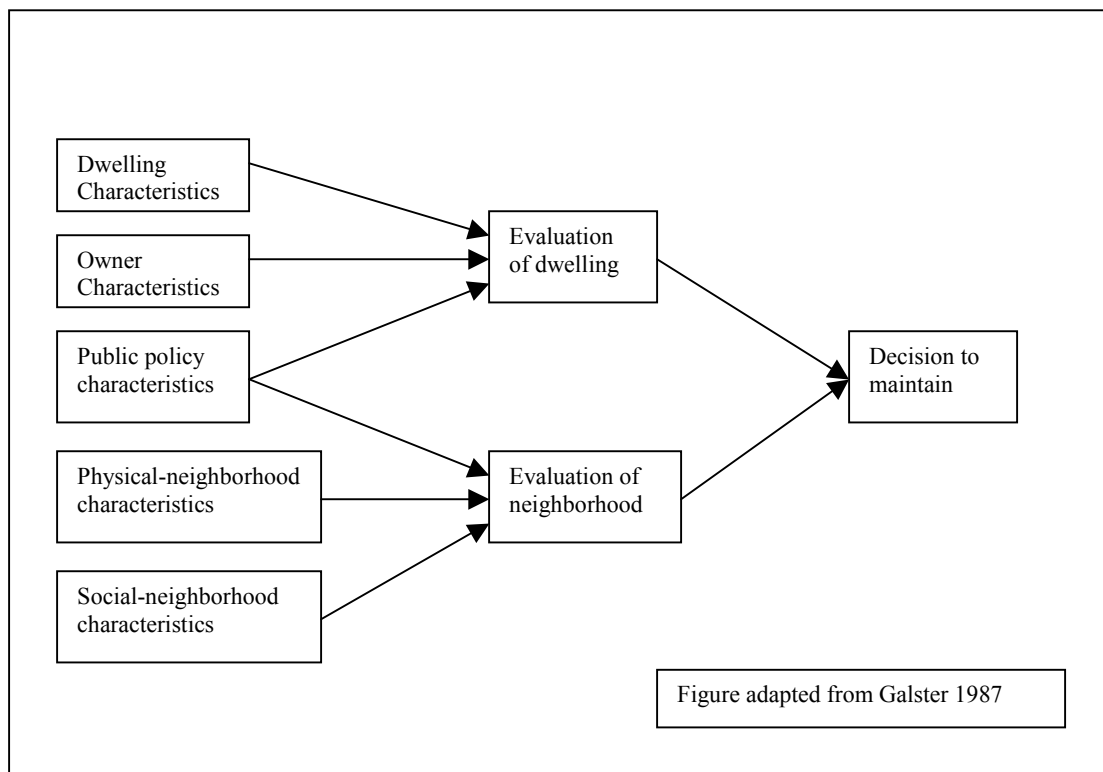 Dwelling
Characteristics
Owner
Characteristics
Public policy
characteristics
Physical-neighborhood
characteristics
Social-neighborhood
characteristics
Evaluation
of dwelling
Evaluation of
neighborhood
Decision to
maintain
Figure adapted from Galster 1987